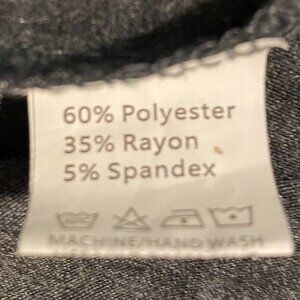 60% Polyester
35% Rayon
5% Spandex
MACHINE/HAND WASH